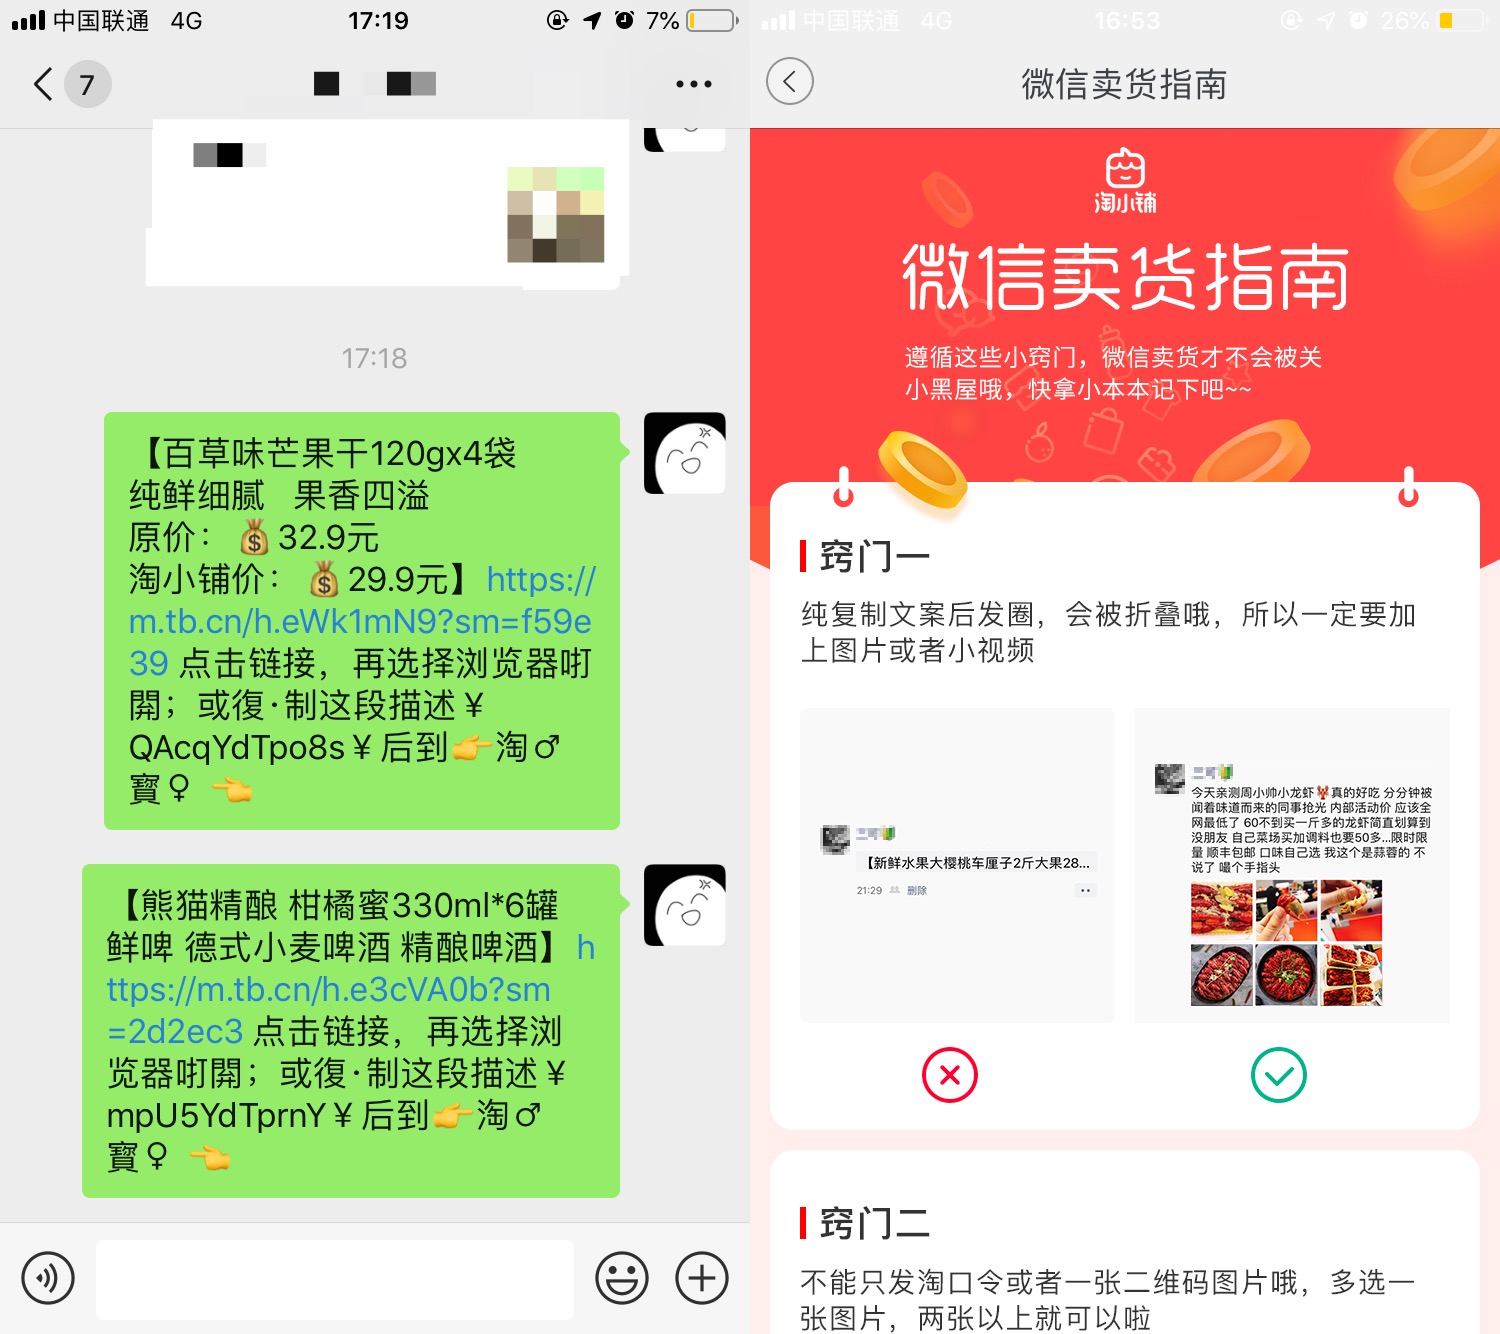 中国联通 4G 17:19 7%
7
17:18
【百草味芒果干120gx4袋
纯鲜细腻 果香四溢
原价：💰32.9元
淘小铺价：💰29.9元】https://
m.tb.cn/h.eWk1mN9?sm=f59e
39 点击链接，再选择浏览器咑
閞；或復·制这段描述￥
QAcqYdTpo8s￥后到👉淘♂
寳♀ 👈
【熊猫精酿 柑橘蜜330ml*6罐
鲜啤 德式小麦啤酒 精酿啤酒】h
ttps://m.tb.cn/h.e3cVA0b?sm
=2d2ec3 点击链接，再选择浏
览器咑閞；或復·制这段描述￥
mpU5YdTprnY￥后到👉淘♂
寳♀ 👈
中国联通 4G 16:53 26%
微信卖货指南
淘小铺
微信卖货指南
遵循这些小窍门，微信卖货才不会被关
小黑屋哦，快拿小本本记下吧~~
窍门一
纯复制文案后发圈，会被折叠哦，所以一定要加
上图片或者小视频
【新鲜水果大樱桃车厘子2斤大果28...
21:29 删除
今天亲测周小帅小龙虾🦞真的好吃 分分钟被
闻着味道而来的同事抢光 内部活动价 应该全
网最低了 60不到买一斤多的龙虾简直划算到
没朋友 自己菜场买加调料也要50多...限时限
量 顺丰包邮 口味自己选 我这个是蒜蓉的 不
说了 嘬个手指头
窍门二
不能只发淘口令或者一张二维码图片哦，多选一
张图片，两张以上就可以啦